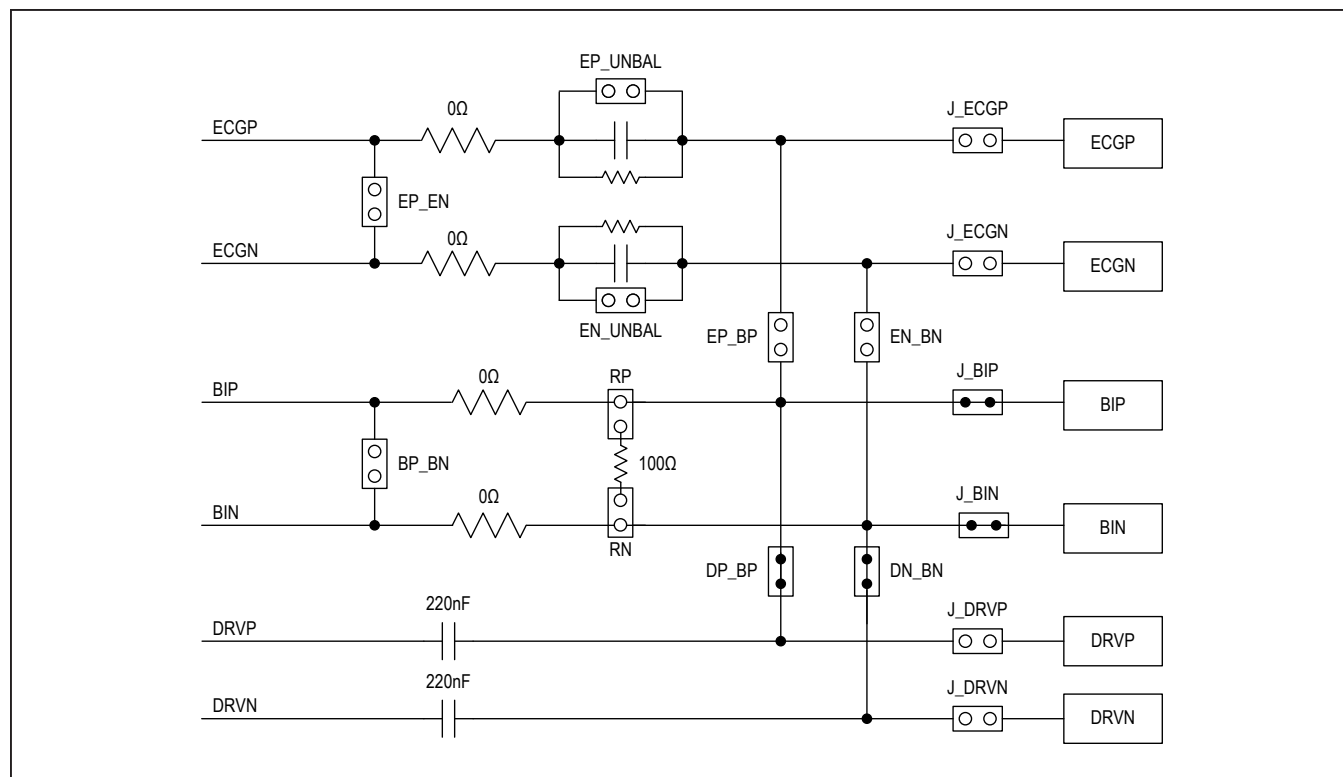 EP_UNBAL
0Ω
J_ECGP
ECGP
ECGP
EP_EN
0Ω
J_ECGN
ECGN
ECGN
EN_UNBAL
EP_BP
EN_BN
0Ω
RP
J_BIP
BIP
BIP
BP_BN
100Ω
0Ω
J_BIN
BIN
BIN
RN
DP_BP
DN_BN
220nF
J_DRVP
DRVP
DRVP
220nF
J_DRVN
DRVN
DRVN